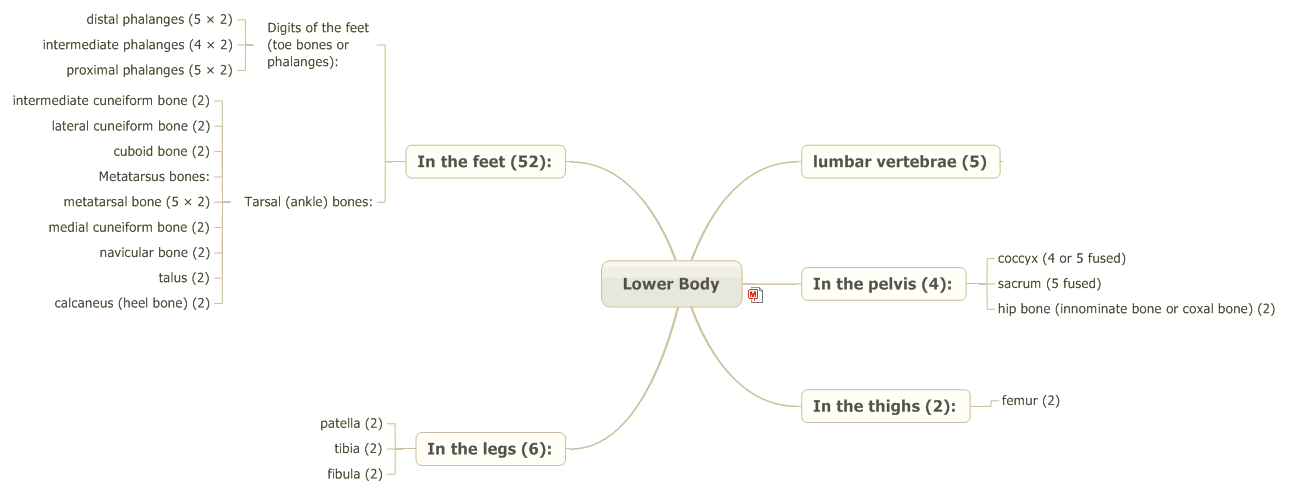 Lower Body
lumbar vertebrae (5)
In the pelvis (4):
coccyx (4 or 5 fused)
sacrum (5 fused)
hip bone (innominate bone or coxal bone) (2)
In the thighs (2):
femur (2)
In the legs (6):
patella (2)
tibia (2)
fibula (2)
In the feet (52):
Digits of the feet
(toe bones or
phalanges):
distal phalanges (5 × 2)
intermediate phalanges (4 × 2)
proximal phalanges (5 × 2)
Tarsal (ankle) bones:
intermediate cuneiform bone (2)
lateral cuneiform bone (2)
cuboid bone (2)
Metatarsus bones:
metatarsal bone (5 × 2)
medial cuneiform bone (2)
navicular bone (2)
talus (2)
calcaneus (heel bone) (2)
M